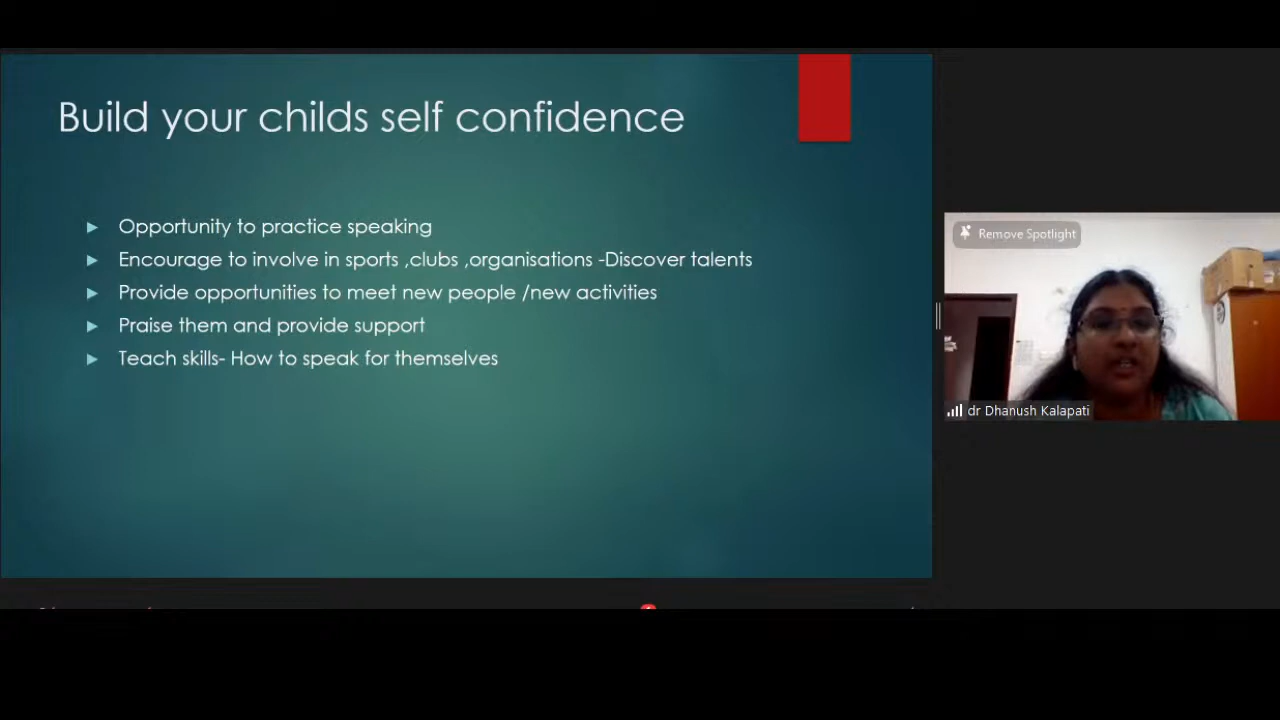 Build your childs self confidence
Opportunity to practice speaking
Encourage to involve in sports ,clubs ,organisations -Discover talents
Provide opportunities to meet new people /new activities
Praise them and provide support
Teach skills- How to speak for themselves
Remove Spotlight
dr Dhanush Kalapati